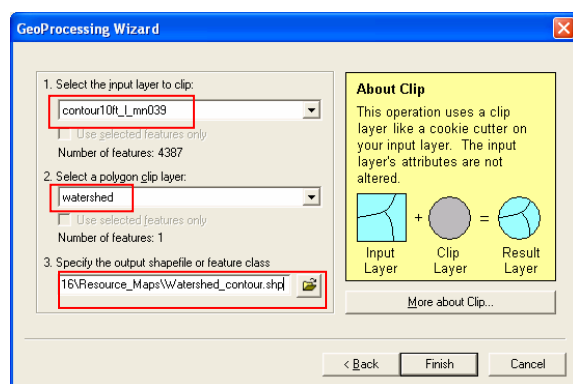 GeoProcessing Wizard
1. Select the input layer to clip:
contour10ft_l_mn039
Use selected features only
Number of features: 4387
2. Select a polygon clip layer:
watershed
Use selected features only
Number of features: 1
3. Specify the output shapefile or feature class
16\Resource_Maps\Watershed_contour.shp
About Clip
This operation uses a clip
layer like a cookie cutter on
your input layer. The input
layer's attributes are not
altered.
+ =
Input Clip Result
Layer Layer Layer
More about Clip...
< Back Finish Cancel